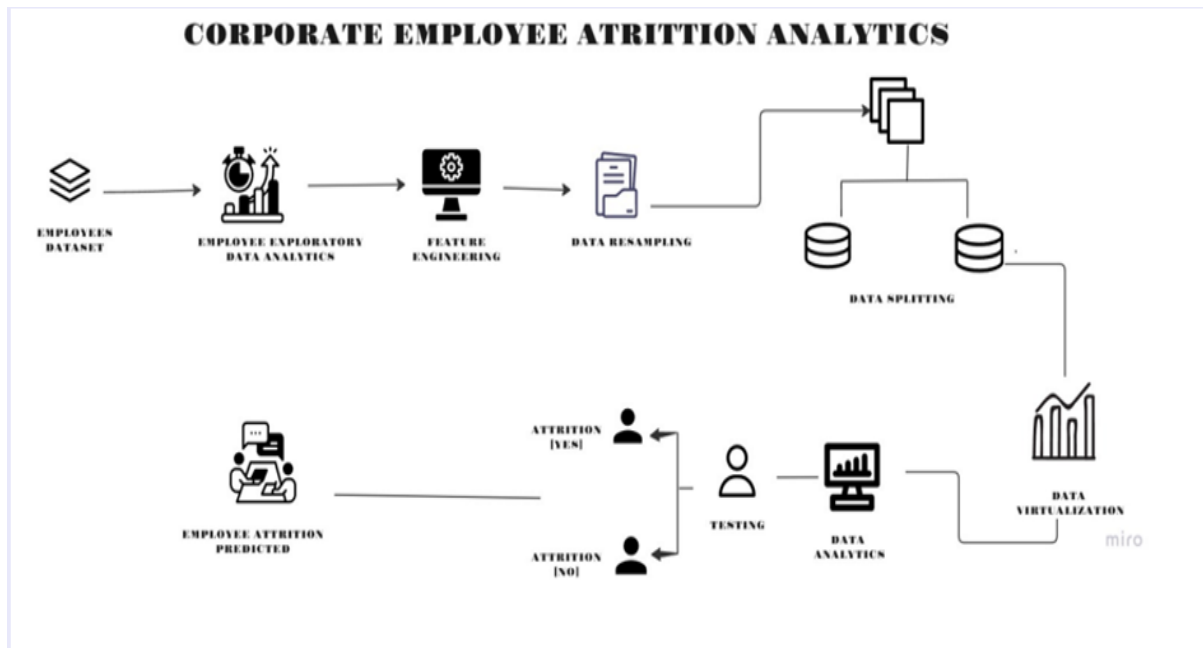 CORPORATE EMPLOYEE ATRITTION ANALYTICS
EMPLOYEES
DATASET
EMPLOYEE EXPLORATORY
DATA ANALYTICS
FEATURE
ENGINEERING
DATA RESAMPLING
DATA SPLITTING
DATA
VIRTUALIZATION
DATA
ANALYTICS
TESTING
ATTRITION
[YES]
ATTRITION
[NO]
EMPLOYEE ATTRITION
PREDICTED
miro